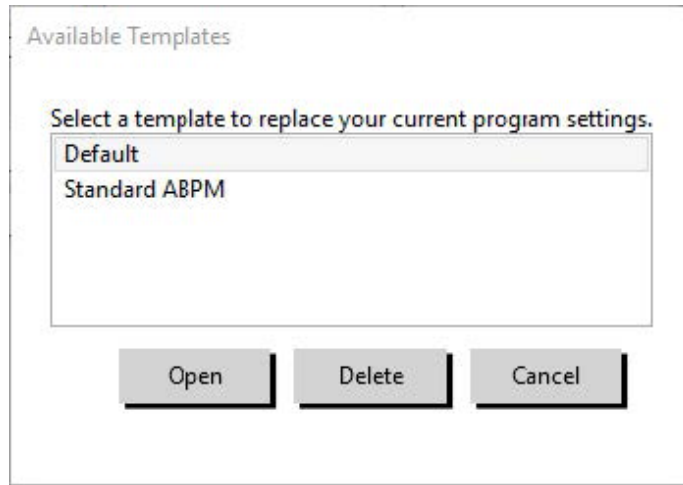 Available Templates
Select a template to replace your current program settings.
Default
Standard ABPM
Open Delete Cancel